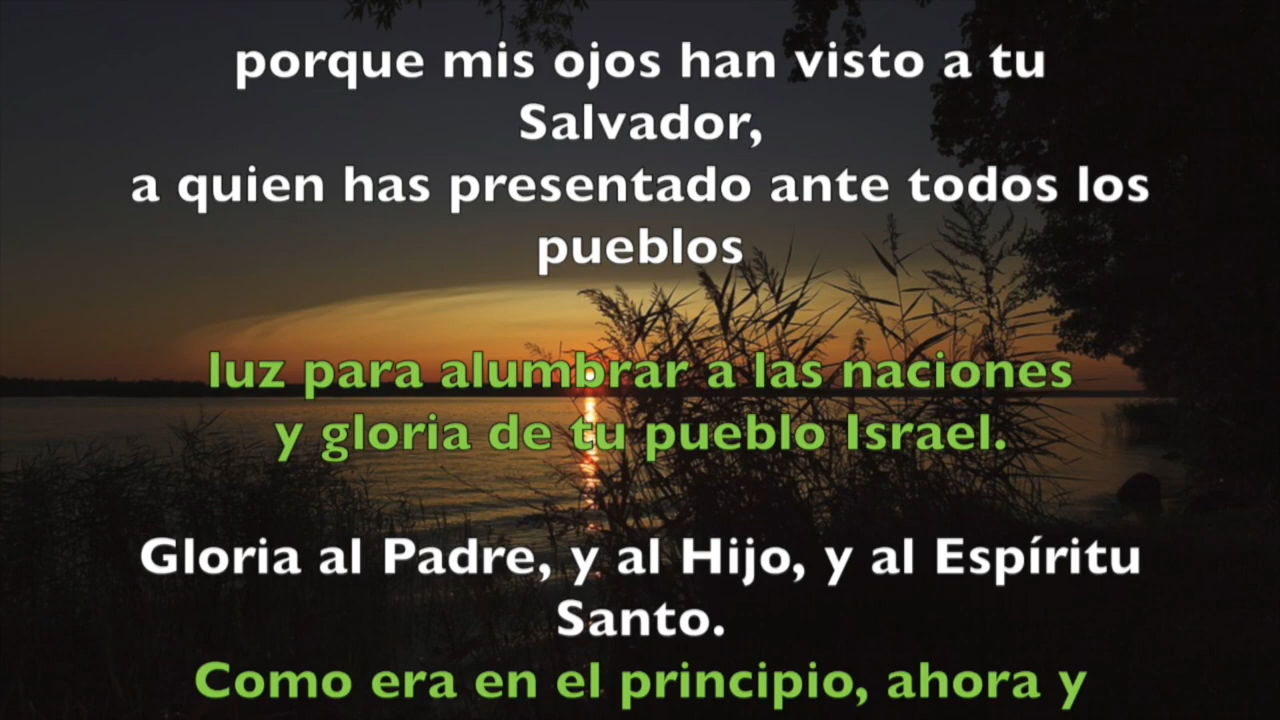 porque mis ojos han visto a tu
Salvador,
a quien has presentado ante todos los
pueblos
luz para alumbrar a las naciones
y gloria de tu pueblo Israel.
Gloria al Padre, y al Hijo, y al Espíritu
Santo.
Como era en el principio, ahora y